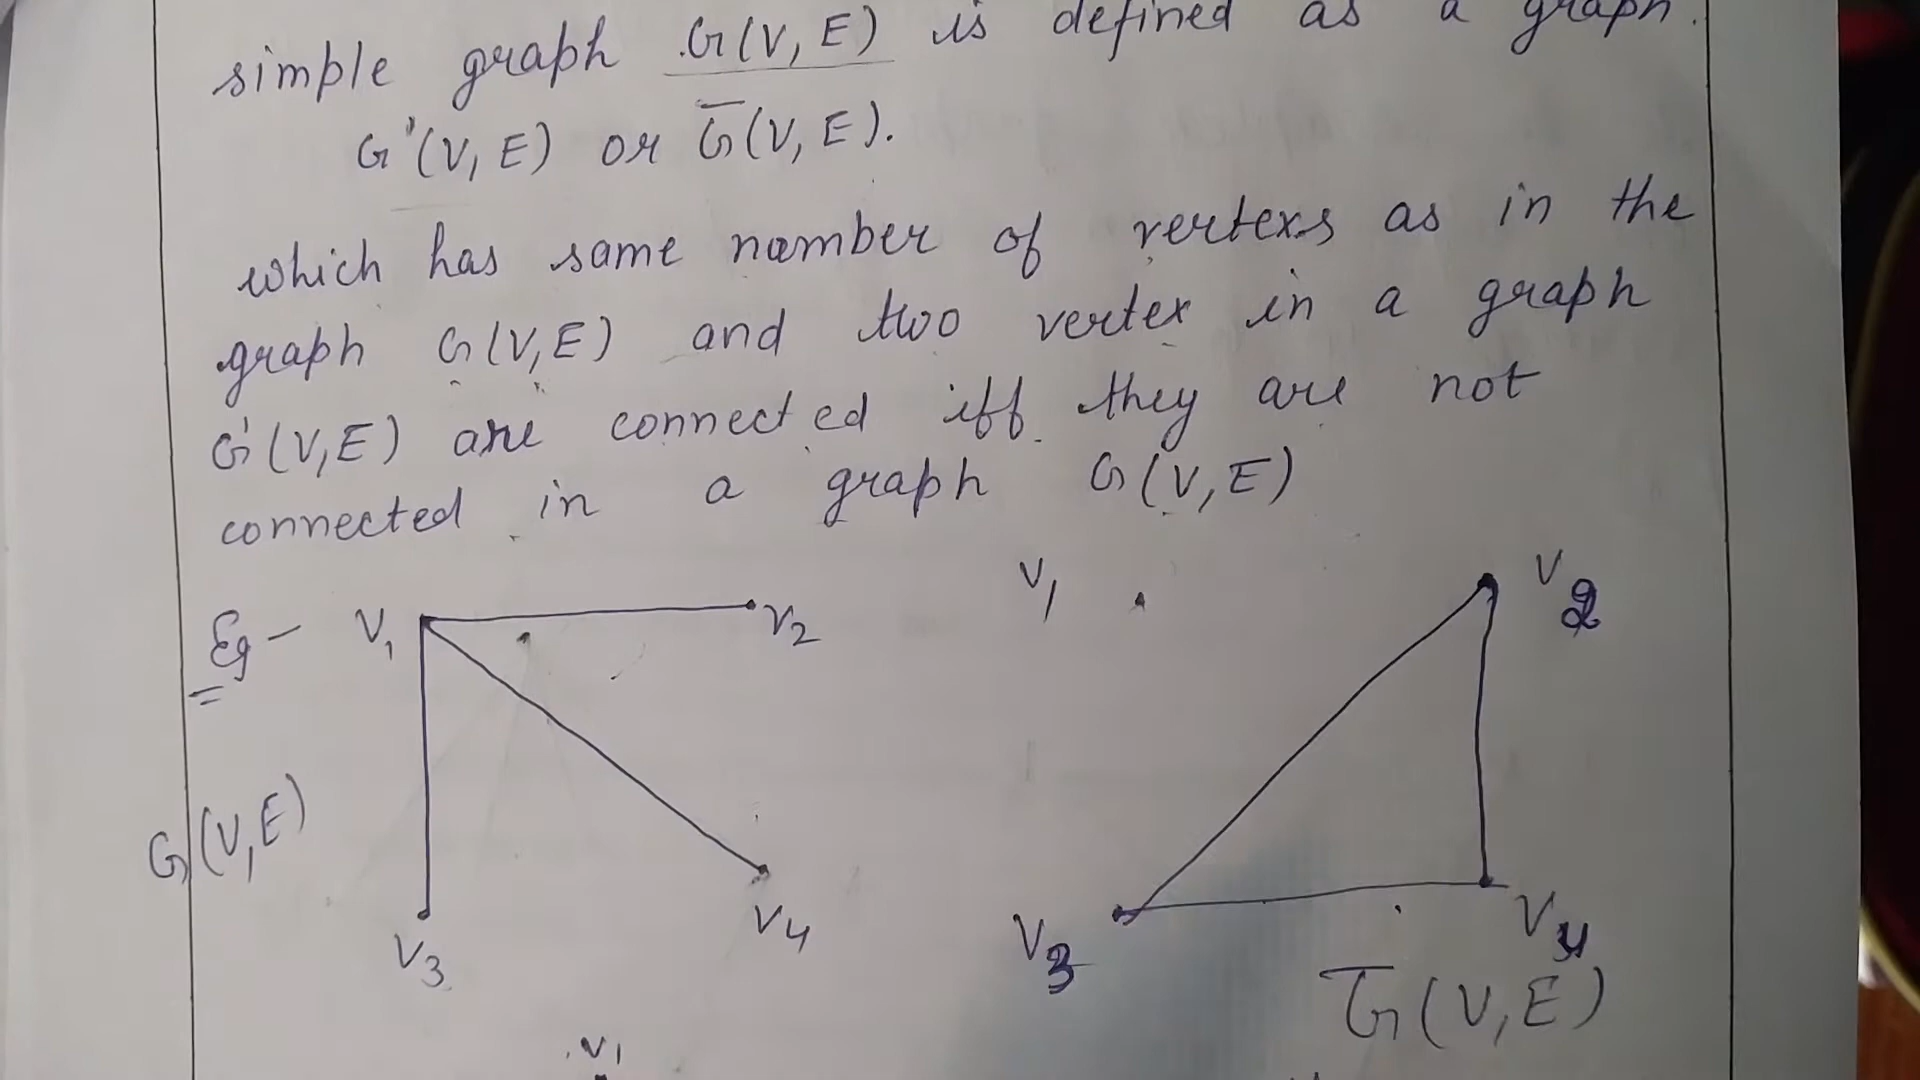 simple graph G(V, E) is defined as a graph.
G'(V, E) or G̅(V, E).
which has same number of vertexs as in the
graph G(V,E) and two vertex in a graph
G'(V,E) are connected iff they are not
connected in a graph G(V,E)
Eg - V1 V2
V1 V2
G(V,E)
V3 V4
V3 V4
G̅(V,E)
V1